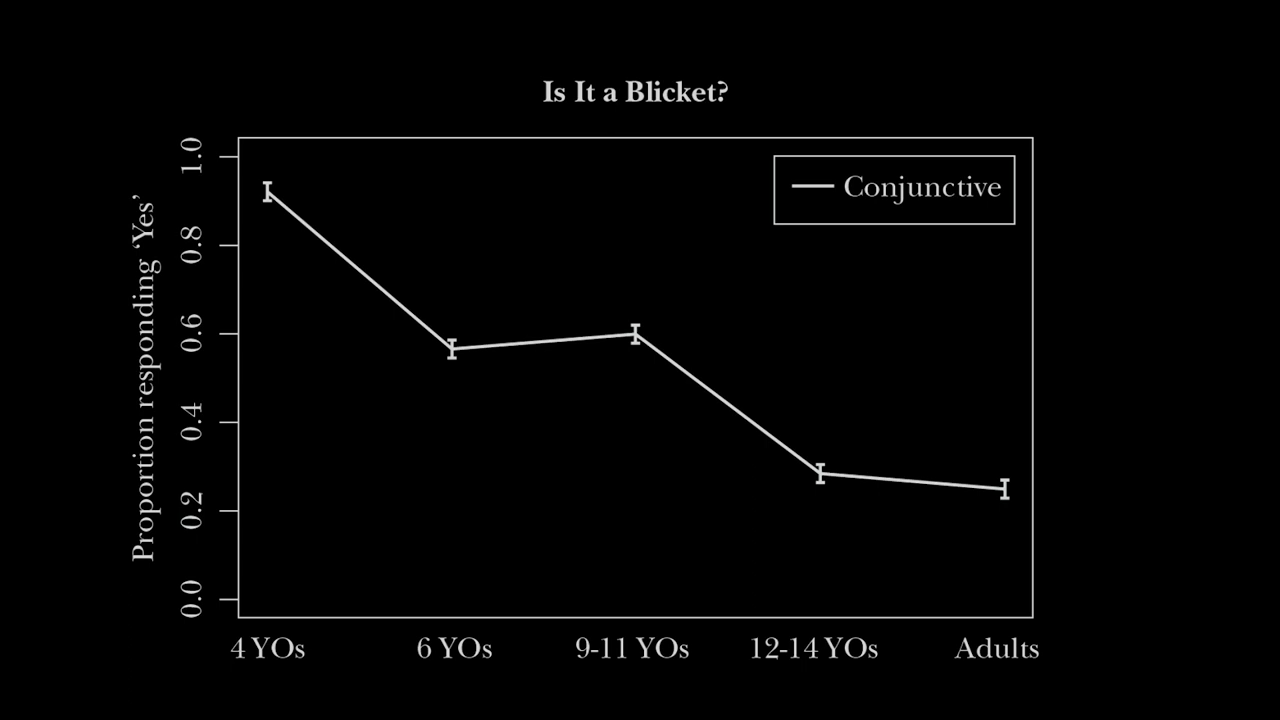 Is It a Blicket?
Conjunctive
Proportion responding ‘Yes’
1.0
0.8
0.6
0.4
0.2
0.0
4 YOs 6 YOs 9-11 YOs 12-14 YOs Adults